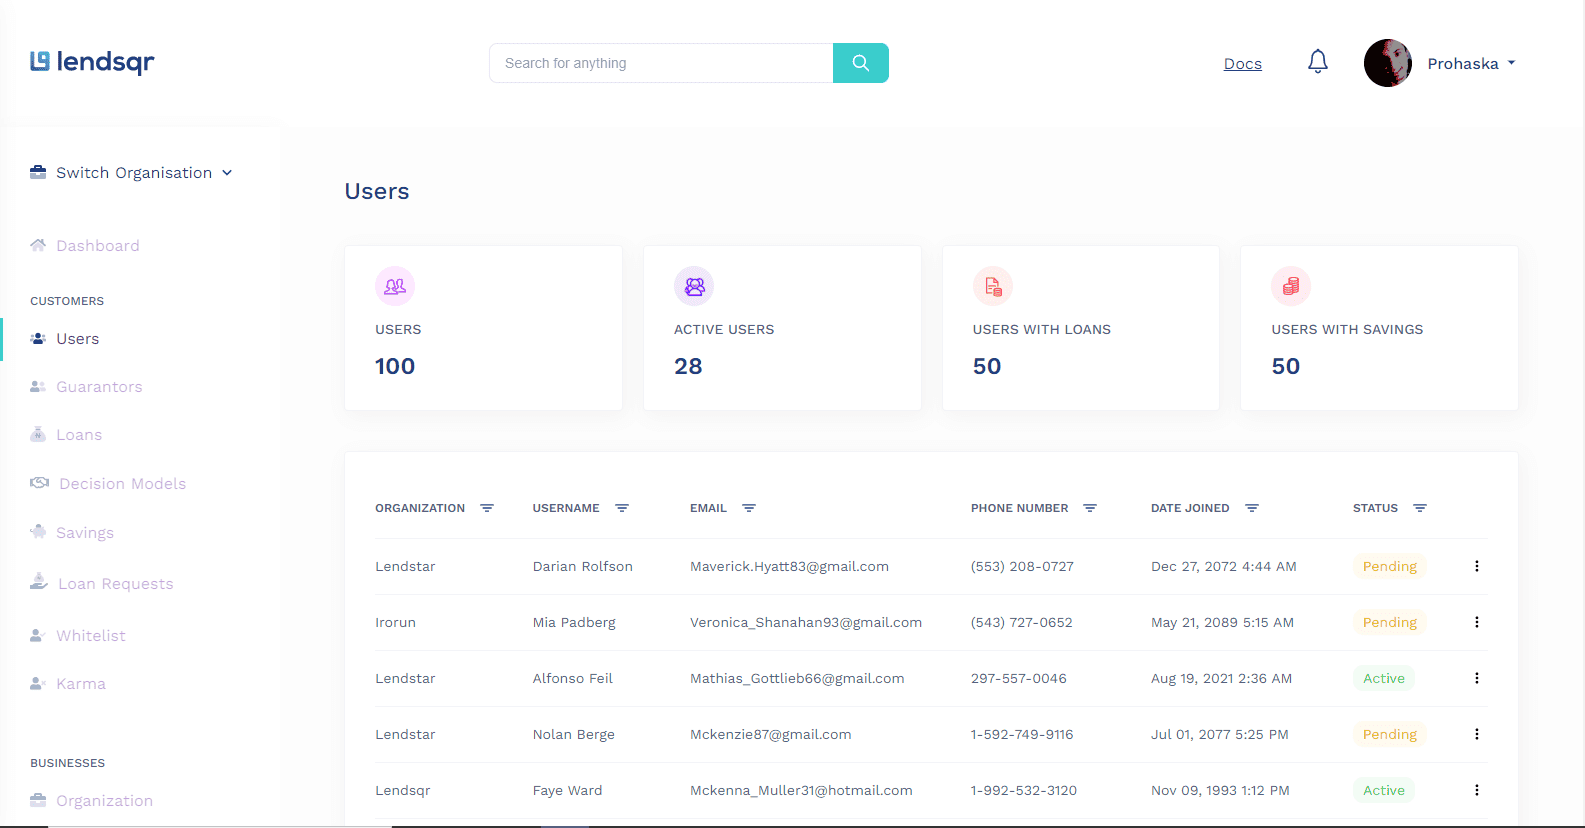 lendsqr
Search for anything
Docs
Prohaska
Switch Organisation
Dashboard
CUSTOMERS
Users
Guarantors
Loans
Decision Models
Savings
Loan Requests
Whitelist
Karma
BUSINESSES
Organization
Users
USERS
100
ACTIVE USERS
28
USERS WITH LOANS
50
USERS WITH SAVINGS
50
ORGANIZATION USERNAME EMAIL PHONE NUMBER DATE JOINED STATUS
Lendstar Darian Rolfson Maverick.Hyatt83@gmail.com (553) 208-0727 Dec 27, 2072 4:44 AM Pending
Irorun Mia Padberg Veronica_Shanahan93@gmail.com (543) 727-0652 May 21, 2089 5:15 AM Pending
Lendstar Alfonso Feil Mathias_Gottlieb66@gmail.com 297-557-0046 Aug 19, 2021 2:36 AM Active
Lendstar Nolan Berge Mckenzie87@gmail.com 1-592-749-9116 Jul 01, 2077 5:25 PM Pending
Lendsqr Faye Ward Mckenna_Muller31@hotmail.com 1-992-532-3120 Nov 09, 1993 1:12 PM Active